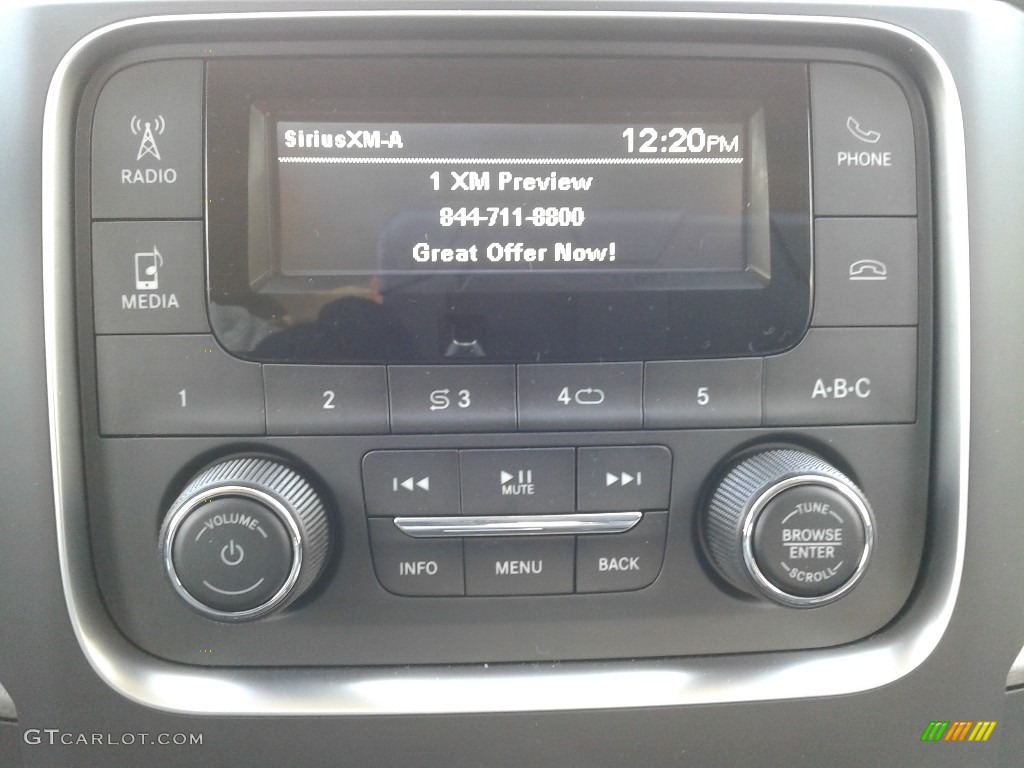 SiriusXM-A 12:20PM
1 XM Preview
844-711-8800
Great Offer Now!
RADIO
PHONE
MEDIA
1 2 3 4 5 A·B·C
MUTE
VOLUME
INFO MENU BACK
TUNE
BROWSE
ENTER
SCROLL
GTCARLOT.COM